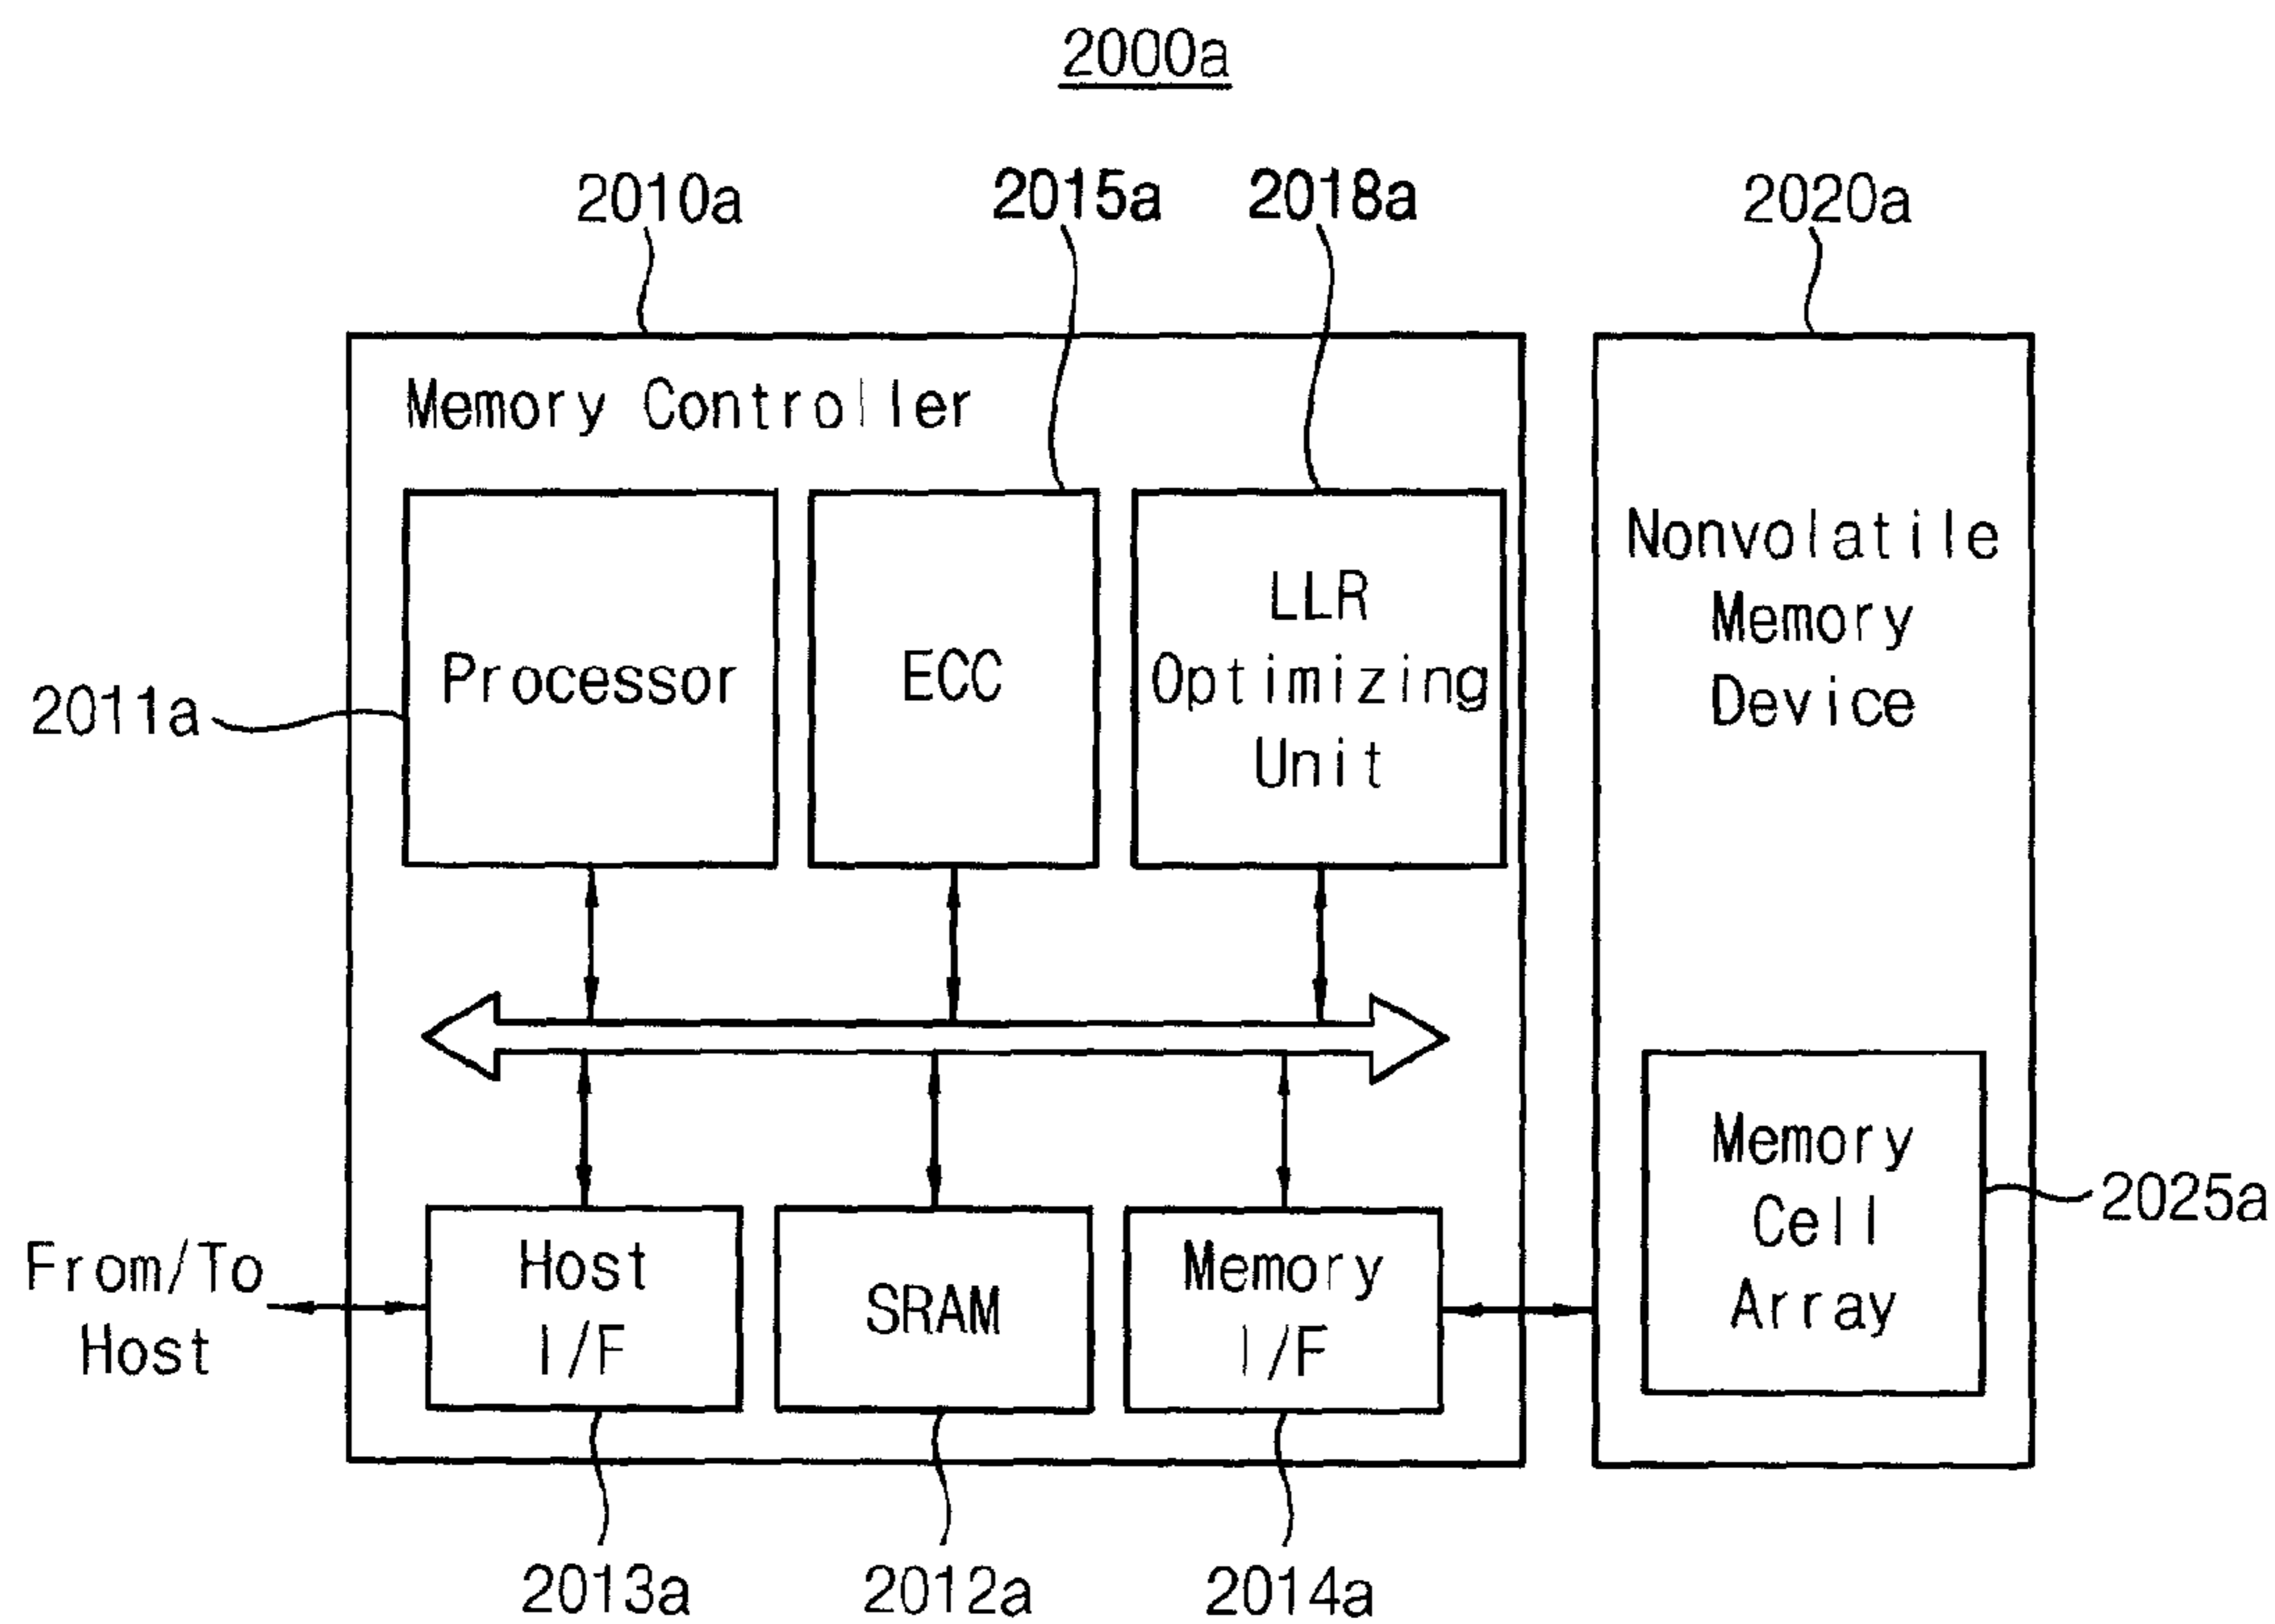 2000a
2010a
2015a
2018a
2020a
Memory Controller
Processor
ECC
LLR
Optimizing
Unit
Nonvolatile
Memory
Device
2011a
Host
I/F
SRAM
Memory
I/F
Memory
Cell
Array
2025a
From/To
Host
2013a
2012a
2014a